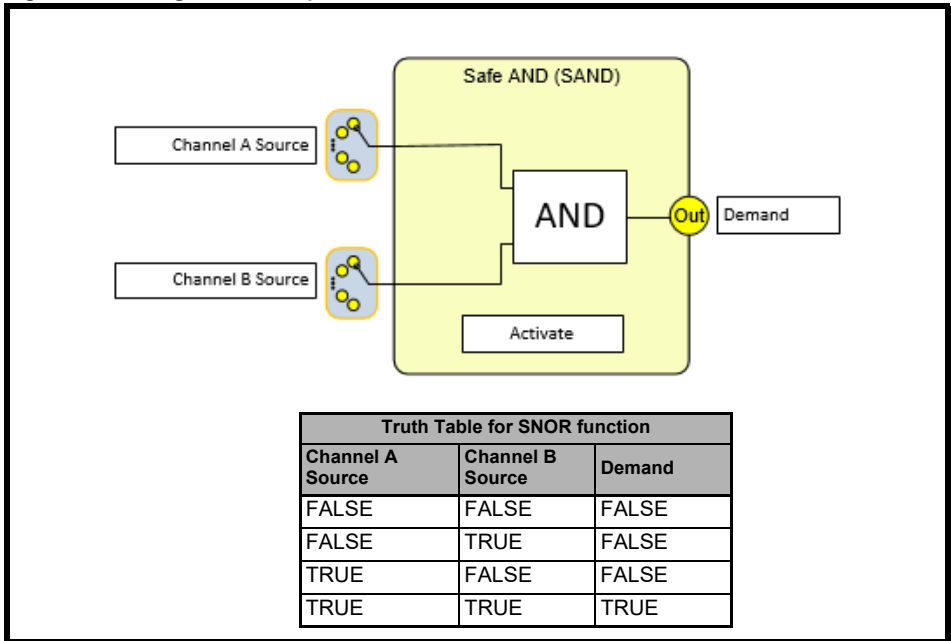 Safe AND (SAND)
Channel A Source
AND
Out
Demand
Channel B Source
Activate
Truth Table for SNOR function
Channel A Source Channel B Source Demand
FALSE FALSE FALSE
FALSE TRUE FALSE
TRUE FALSE FALSE
TRUE TRUE TRUE